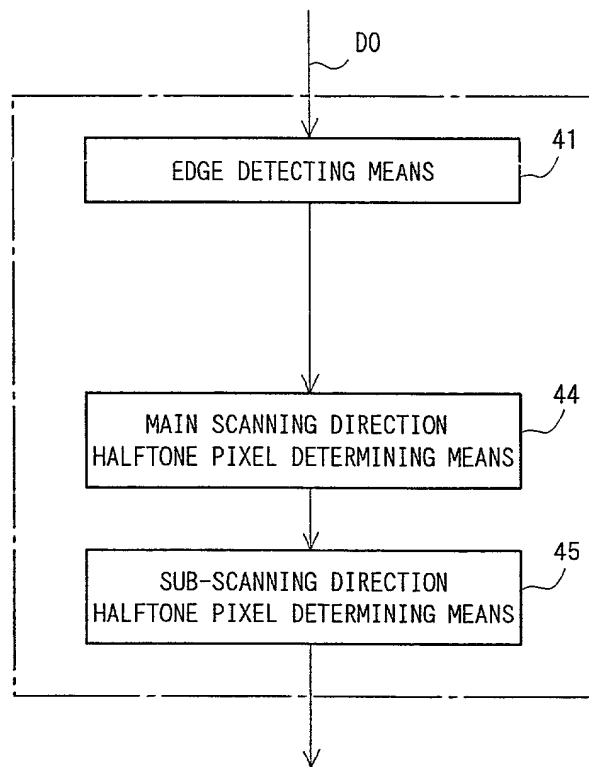 DO
41
EDGE DETECTING MEANS
44
MAIN SCANNING DIRECTION
HALFTONE PIXEL DETERMINING MEANS
45
SUB-SCANNING DIRECTION
HALFTONE PIXEL DETERMINING MEANS